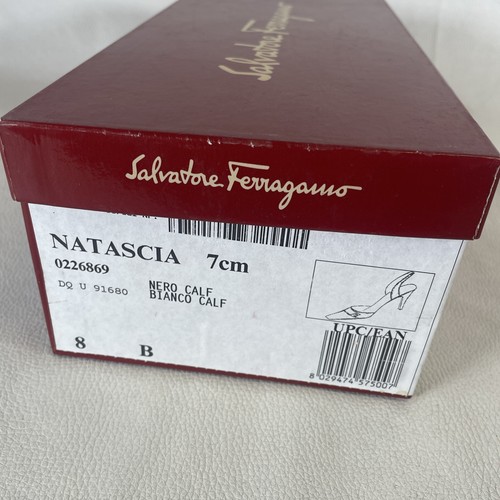 Salvatore Ferragamo
Salvatore Ferragamo
NATASCIA 7cm
0226869
DQ U 91680 NERO CALF
BIANCO CALF
UPC/EAN
8 B
8 029474 575007